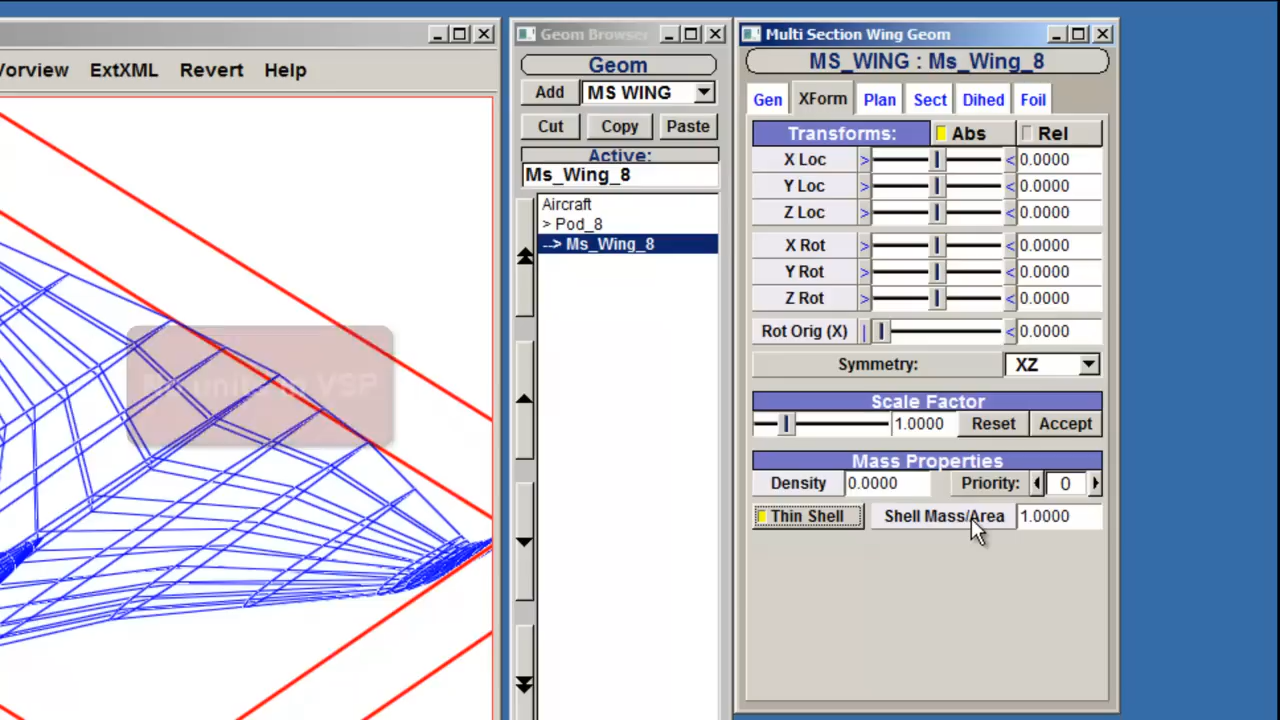 Vorview ExtXML Revert Help
units in VSP
Geom Browser
Geom
Add MS WING
Cut Copy Paste
Active:
Ms_Wing_8
Aircraft
> Pod_8
--> Ms_Wing_8
Multi Section Wing Geom
MS_WING : Ms_Wing_8
Gen XForm Plan Sect Dihed Foil
Transforms: Abs Rel
X Loc > < 0.0000
Y Loc > < 0.0000
Z Loc > < 0.0000
X Rot > < 0.0000
Y Rot > < 0.0000
Z Rot > < 0.0000
Rot Orig (X) | < 0.0000
Symmetry: XZ
Scale Factor
1.0000 Reset Accept
Mass Properties
Density 0.0000 Priority: 0
Thin Shell Shell Mass/Area 1.0000